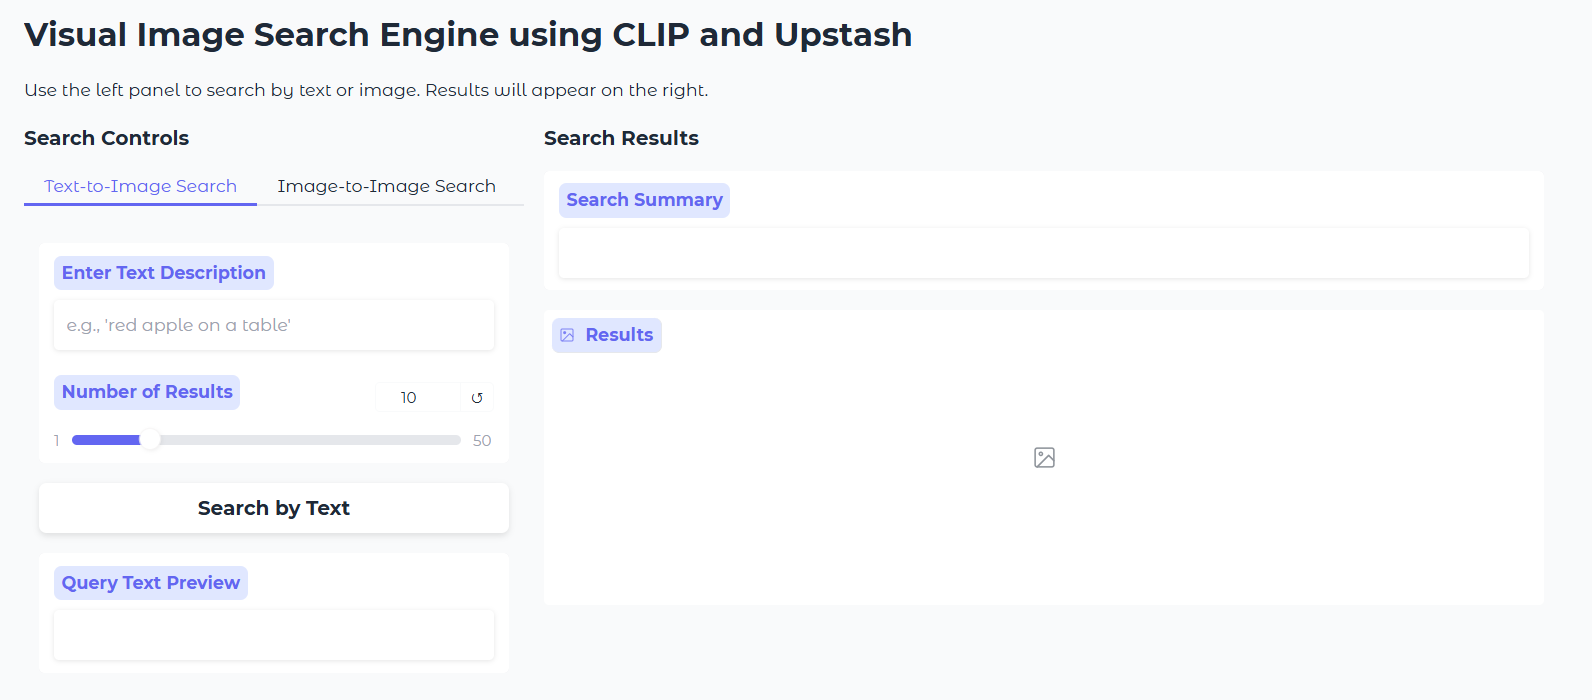 Visual Image Search Engine using CLIP and Upstash
Use the left panel to search by text or image. Results will appear on the right.
Search Controls
Text-to-Image Search
Image-to-Image Search
Enter Text Description
e.g., 'red apple on a table'
Number of Results
10
↺
1
50
Search by Text
Query Text Preview
Search Results
Search Summary
Results